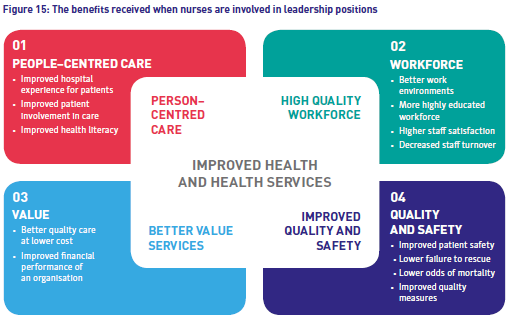 Figure 15: The benefits received when nurses are involved in leadership positions
01
PEOPLE–CENTRED CARE
• Improved hospital
experience for patients
• Improved patient
involvement in care
• Improved health literacy
02
WORKFORCE
• Better work
environments
• More highly educated
workforce
• Higher staff satisfaction
• Decreased staff turnover
PERSON–
CENTRED
CARE
HIGH QUALITY
WORKFORCE
IMPROVED HEALTH
AND HEALTH SERVICES
03
VALUE
• Better quality care
at lower cost
• Improved financial
performance of
an organisation
BETTER VALUE
SERVICES
IMPROVED
QUALITY AND
SAFETY
04
QUALITY
AND SAFETY
• Improved patient safety
• Lower failure to rescue
• Lower odds of mortality
• Improved quality
measures